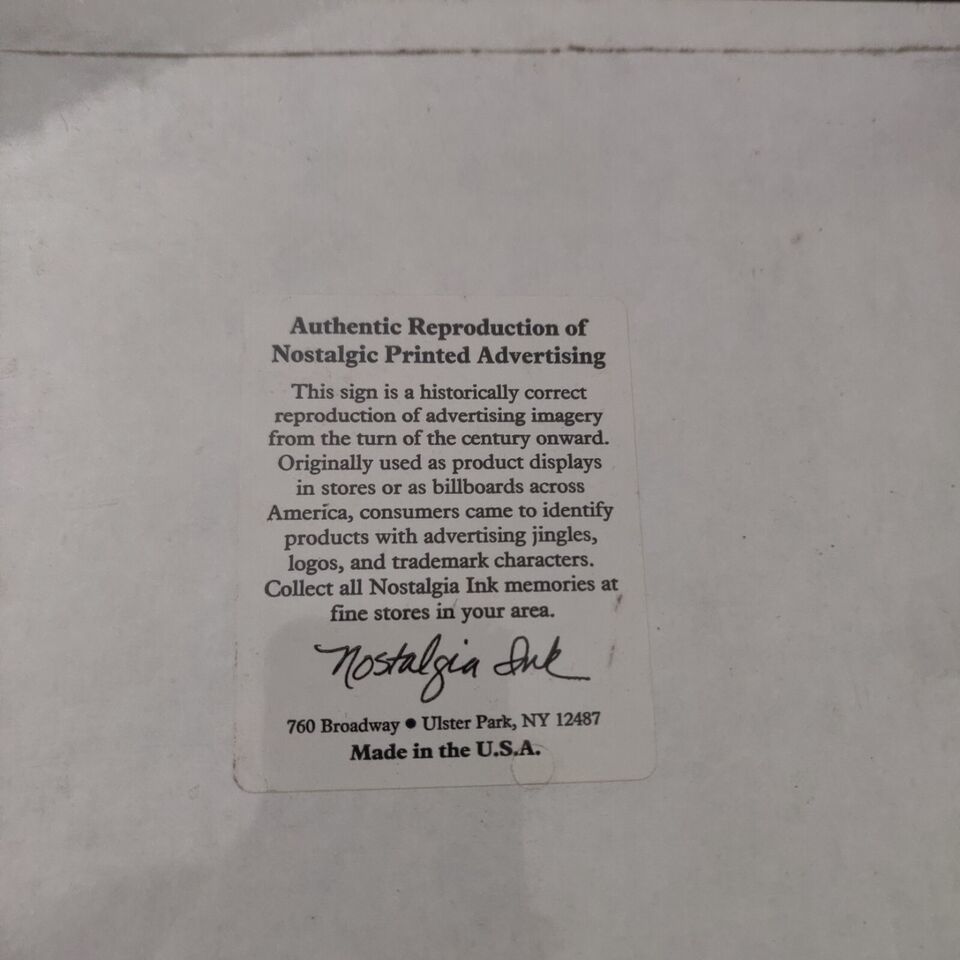 Authentic Reproduction of
Nostalgic Printed Advertising
This sign is a historically correct
reproduction of advertising imagery
from the turn of the century onward.
Originally used as product displays
in stores or as billboards across
America, consumers came to identify
products with advertising jingles,
logos, and trademark characters.
Collect all Nostalgia Ink memories at
fine stores in your area.
Nostalgia Ink
760 Broadway ● Ulster Park, NY 12487
Made in the U.S.A.